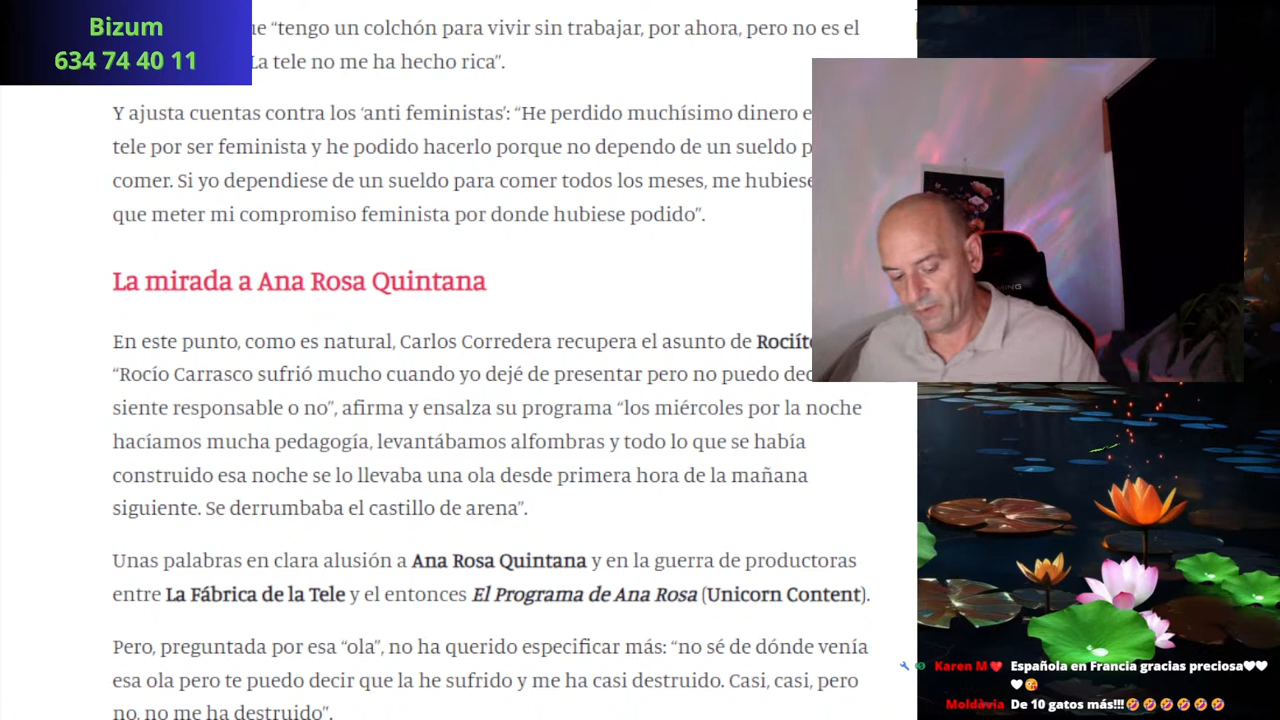 Bizum
634 74 40 11
“tengo un colchón para vivir sin trabajar, por ahora, pero no es el
La tele no me ha hecho rica”.
Y ajusta cuentas contra los ‘anti feministas’: “He perdido muchísimo dinero
tele por ser feminista y he podido hacerlo porque no dependo de un sueldo
comer. Si yo dependiese de un sueldo para comer todos los meses, me
que meter mi compromiso feminista por donde hubiese podido”.
La mirada a Ana Rosa Quintana
En este punto, como es natural, Carlos Corredera recupera el asunto de
“Rocío Carrasco sufrió mucho cuando yo dejé de presentar pero no puedo
siente responsable o no”, afirma y ensalza su programa “los miércoles por la noche
hacíamos mucha pedagogía, levantábamos alfombras y todo lo que se había
construido esa noche se lo llevaba una ola desde primera hora de la mañana
siguiente. Se derrumbaba el castillo de arena”.
Unas palabras en clara alusión a Ana Rosa Quintana y en la guerra de productoras
entre La Fábrica de la Tele y el entonces El Programa de Ana Rosa (Unicorn Content).
Pero, preguntada por esa “ola”, no ha querido especificar más: “no sé de dónde venía
esa ola pero te puedo decir que la he sufrido y me ha casi destruido. Casi, casi, pero
no, no me ha destruido”.
Karen M❤️ Española en Francia gracias preciosa🤍🤍
🤍😘
Moldàvia De 10 gatos más!!!🤣🤣🤣🤣🤣🤣